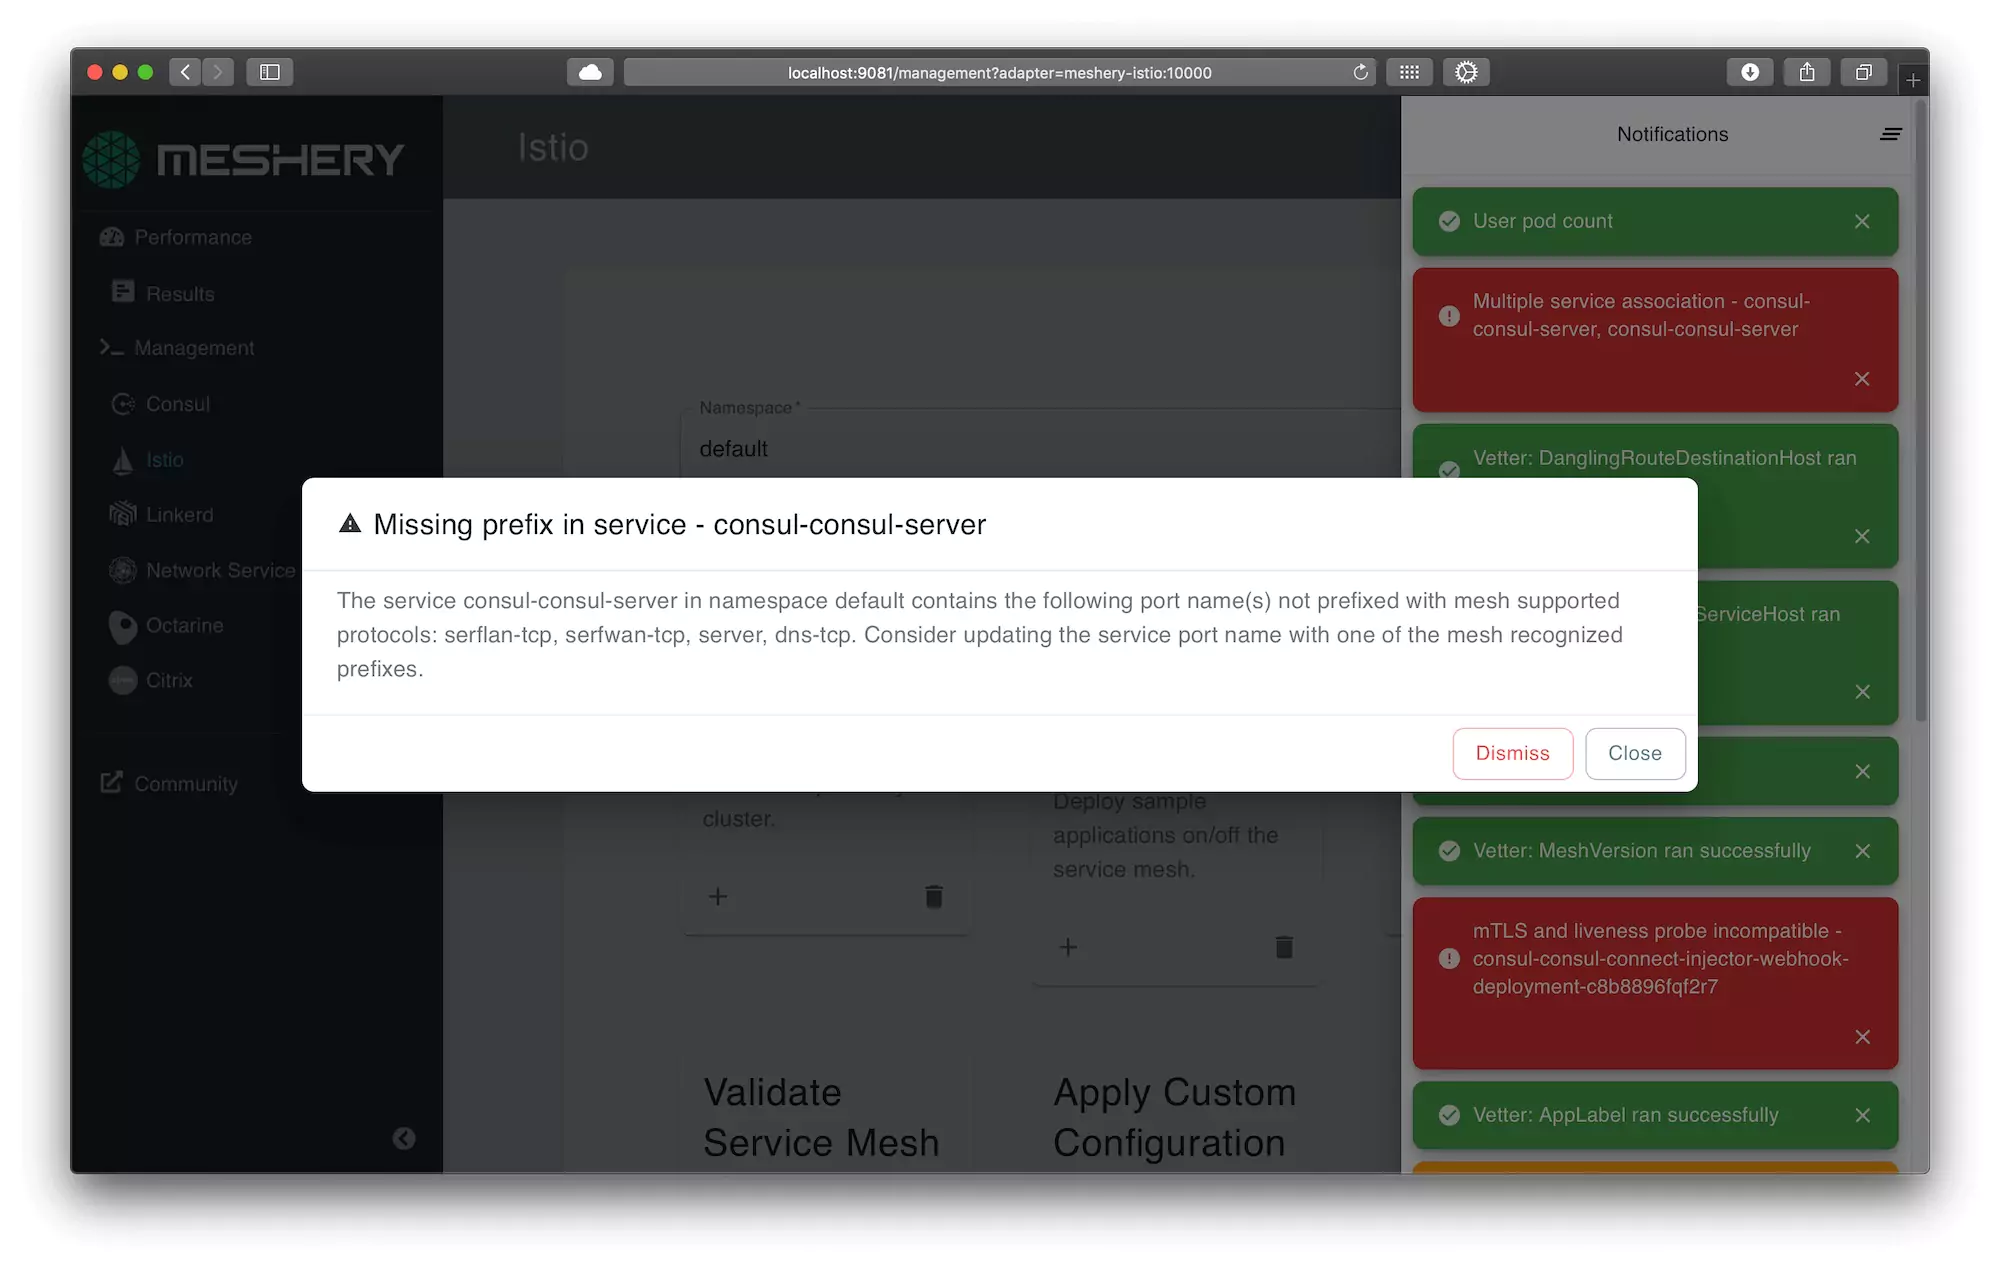 localhost:9081/management?adapter=meshery-istio:10000
MESHERY
Performance
Results
Management
Consul
Istio
Linkerd
Network Service
Octarine
Citrix
Community
Istio
Namespace *
default
Missing prefix in service - consul-consul-server
The service consul-consul-server in namespace default contains the following port name(s) not prefixed with mesh supported
protocols: serflan-tcp, serfwan-tcp, server, dns-tcp. Consider updating the service port name with one of the mesh recognized
prefixes.
Dismiss
Close
cluster.
Deploy sample
applications on/off the
service mesh.
Validate
Service Mesh
Apply Custom
Configuration
Notifications
User pod count
Multiple service association - consul-
consul-server, consul-consul-server
Vetter: DanglingRouteDestinationHost ran
ServiceHost ran
Vetter: MeshVersion ran successfully
mTLS and liveness probe incompatible -
consul-consul-connect-injector-webhook-
deployment-c8b8896fqf2r7
Vetter: AppLabel ran successfully